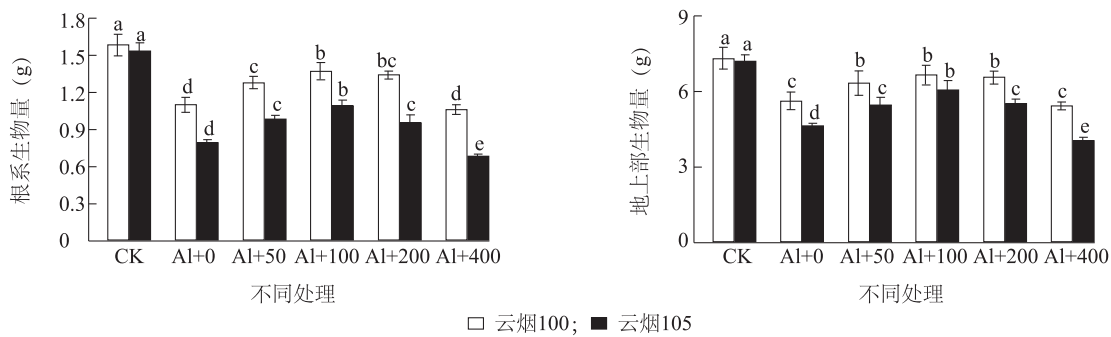 根系生物量（g）
1.8
1.5
1.2
0.9
0.6
0.3
0
a a
d d
c c
b b
bc c
d e
CK Al+0 Al+50 Al+100 Al+200 Al+400
不同处理
地上部生物量（g）
9
6
3
0
a a
c d
b c
b b
b c
c e
CK Al+0 Al+50 Al+100 Al+200 Al+400
不同处理
云烟100; 云烟105